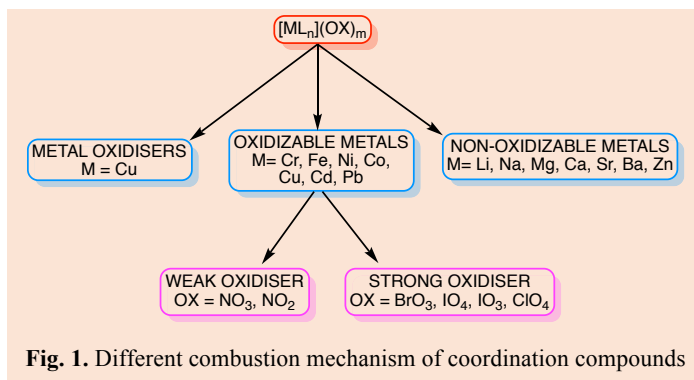 [MLₙ](OX)ₘ
METAL OXIDISERS
M = Cu
OXIDIZABLE METALS
M= Cr, Fe, Ni, Co,
Cu, Cd, Pb
NON-OXIDIZABLE METALS
M= Li, Na, Mg, Ca, Sr, Ba, Zn
WEAK OXIDISER
OX = NO₃, NO₂
STRONG OXIDISER
OX = BrO₃, IO₄, IO₃, ClO₄
Fig. 1. Different combustion mechanism of coordination compounds